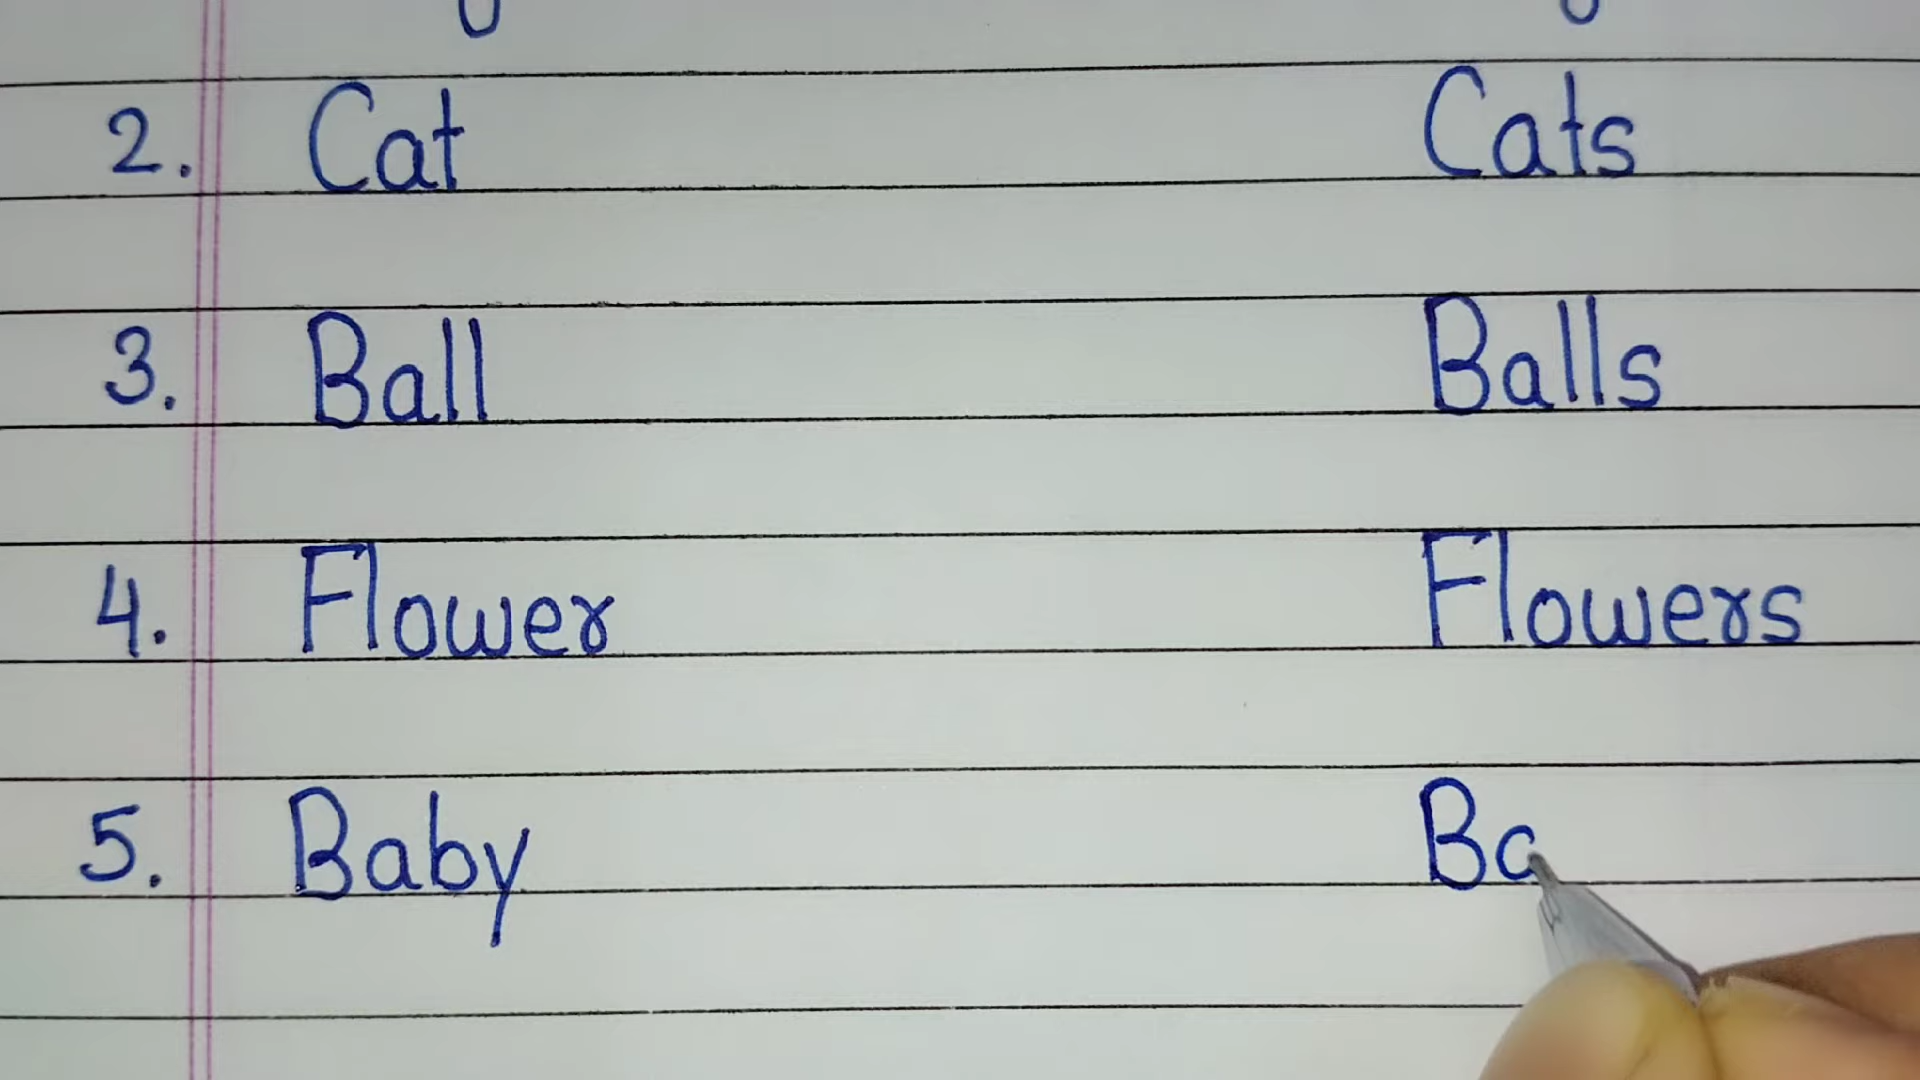 2. Cat Cats
3. Ball Balls
4. Flower Flowers
5. Baby Ba